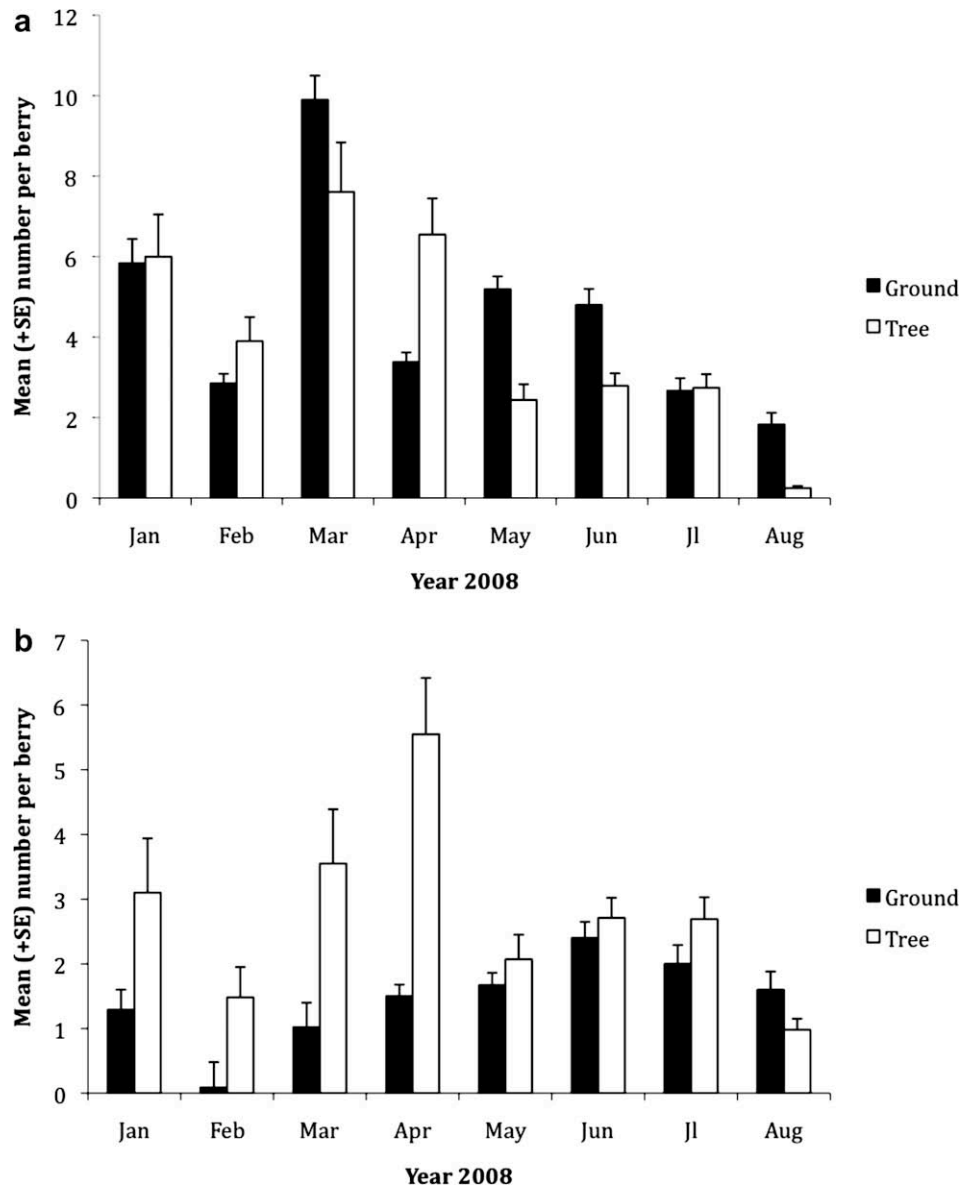 a
12
10
8
6
4
2
0
Mean (+SE) number per berry
Jan Feb Mar Apr May Jun Jl Aug
Year 2008
Ground
Tree
b
7
6
5
4
3
2
1
0
Mean (+SE) number per berry
Jan Feb Mar Apr May Jun Jl Aug
Year 2008
Ground
Tree